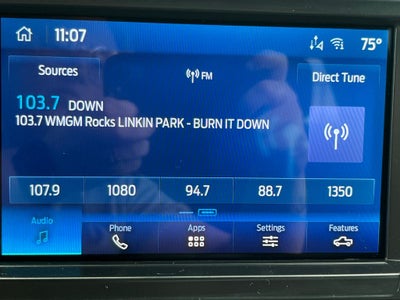 11:07
75°
Sources
FM
Direct Tune
103.7 DOWN
103.7 WMGM Rocks LINKIN PARK - BURN IT DOWN
107.9 1080 94.7 88.7 1350
Audio Phone Apps Settings Features